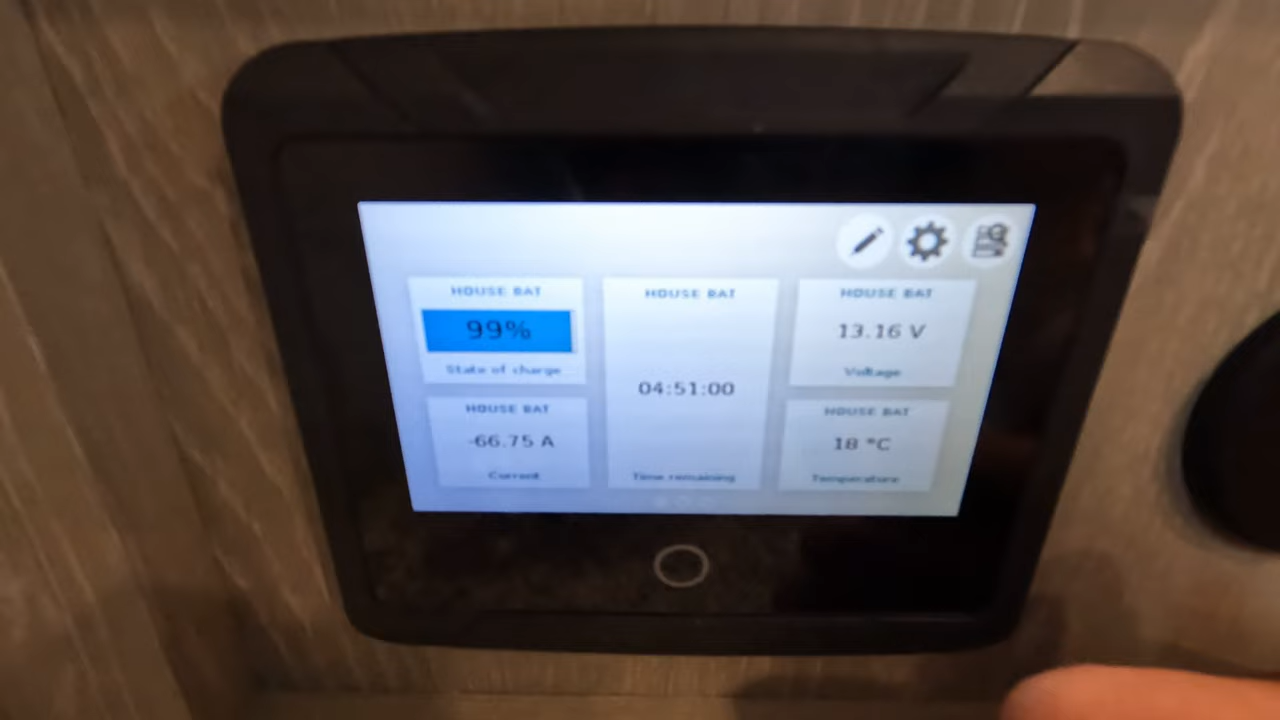 HOUSE BAT
99%
State of charge
HOUSE BAT
-66.75 A
Current
HOUSE BAT
04:51:00
Time remaining
HOUSE BAT
13.16 V
Voltage
HOUSE BAT
18 °C
Temperature